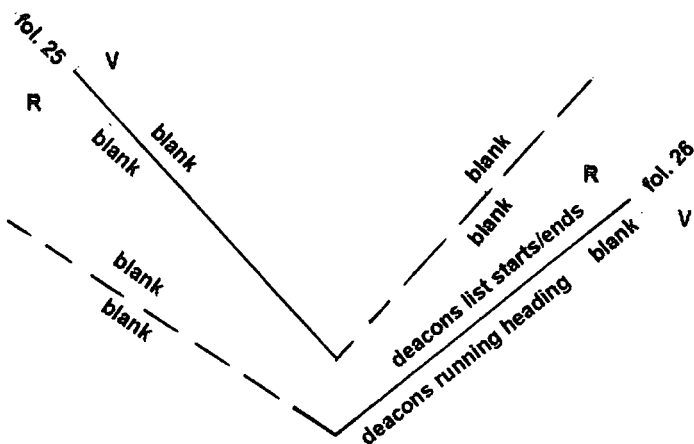 fol. 25
V
R
blank
blank
blank
blank
blank
blank
R
fol. 26
V
deacons list starts/ends
deacons running heading
blank